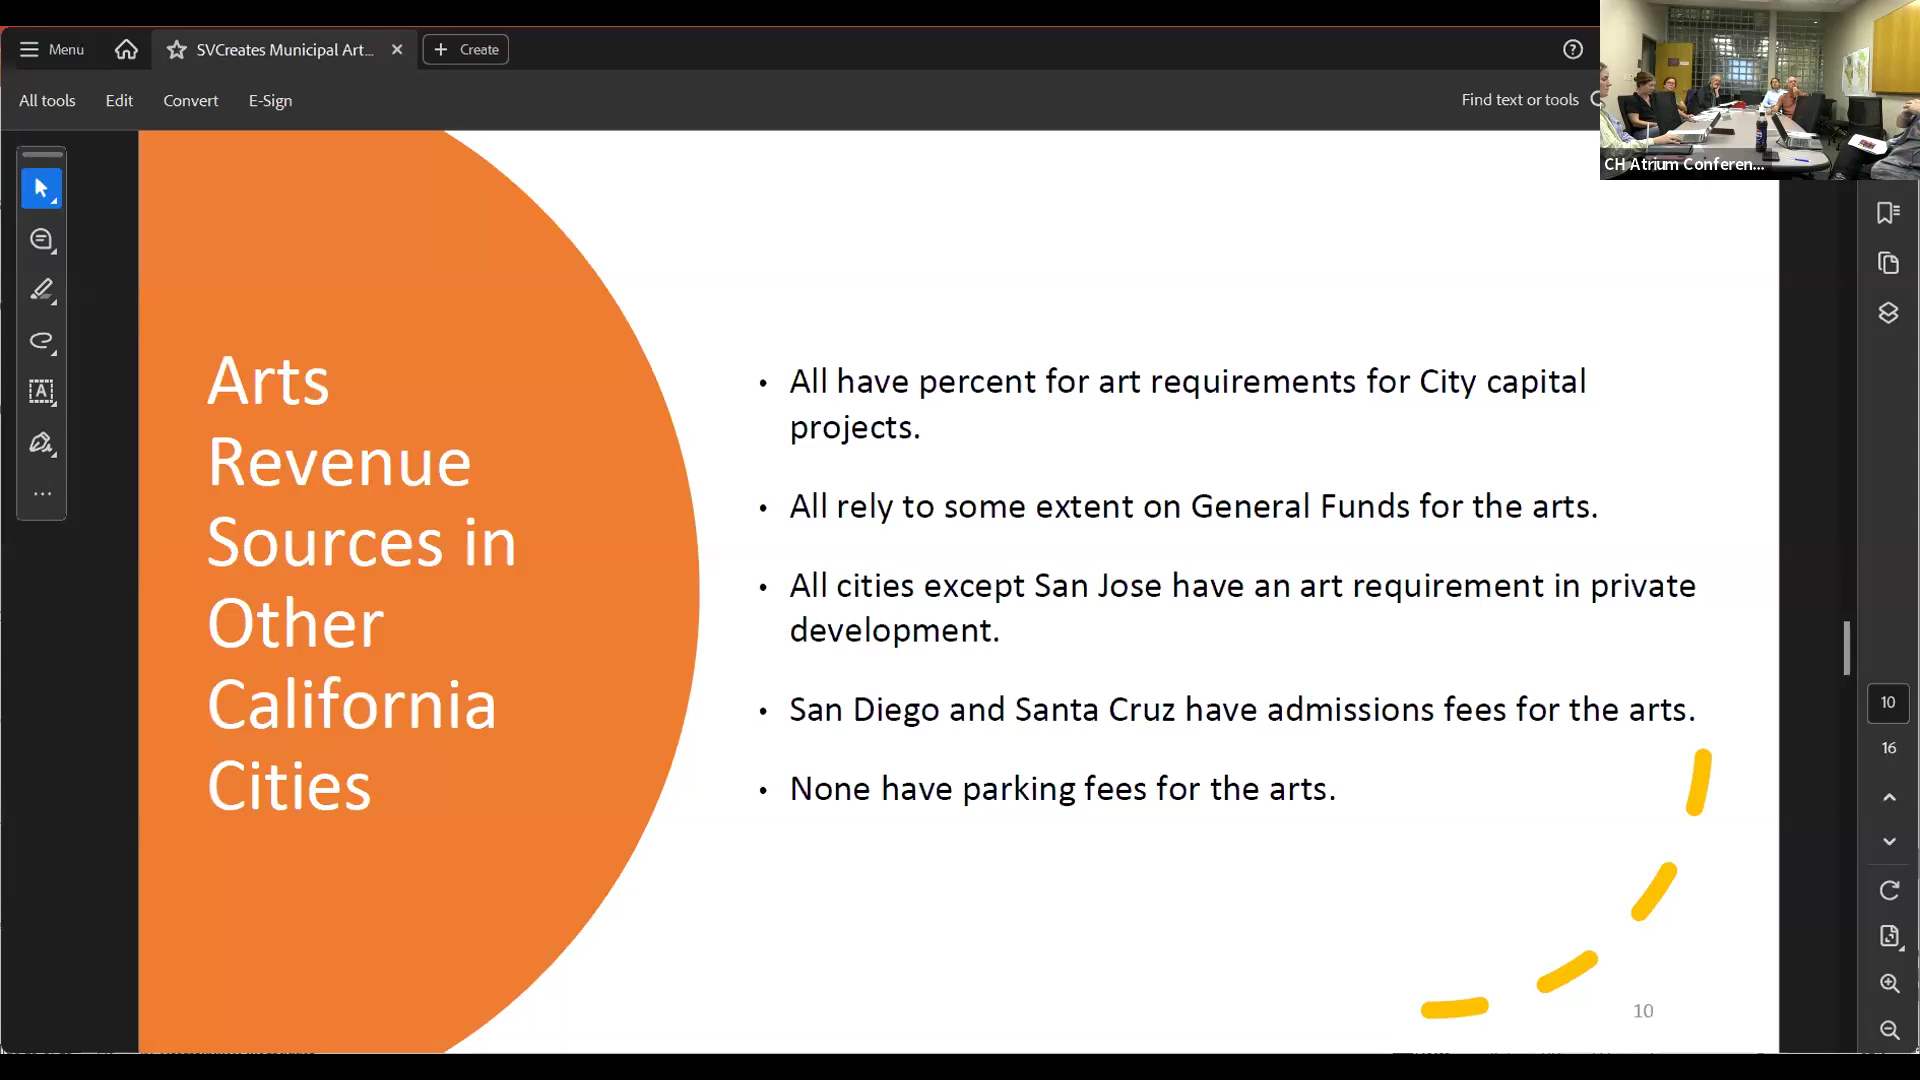 Menu
SVCreates Municipal Art...
Create
All tools
Edit
Convert
E-Sign
Find text or tools
CH Atrium Conferen...
Arts
Revenue
Sources in
Other
California
Cities
• All have percent for art requirements for City capital
projects.
• All rely to some extent on General Funds for the arts.
• All cities except San Jose have an art requirement in private
development.
• San Diego and Santa Cruz have admissions fees for the arts.
• None have parking fees for the arts.
10
10
16